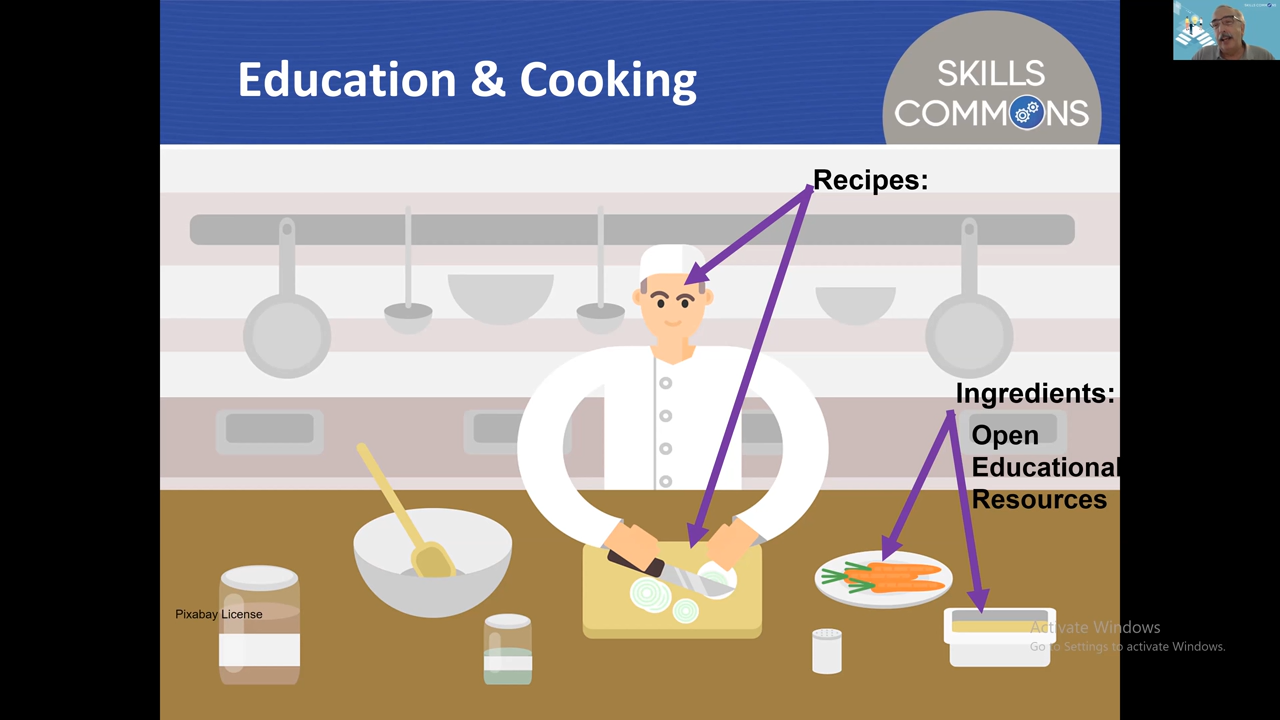 Education & Cooking
SKILLS
COMMONS
Recipes:
Ingredients:
Open
Educational
Resources
Pixabay License
Activate Windows
Go to Settings to activate Windows.